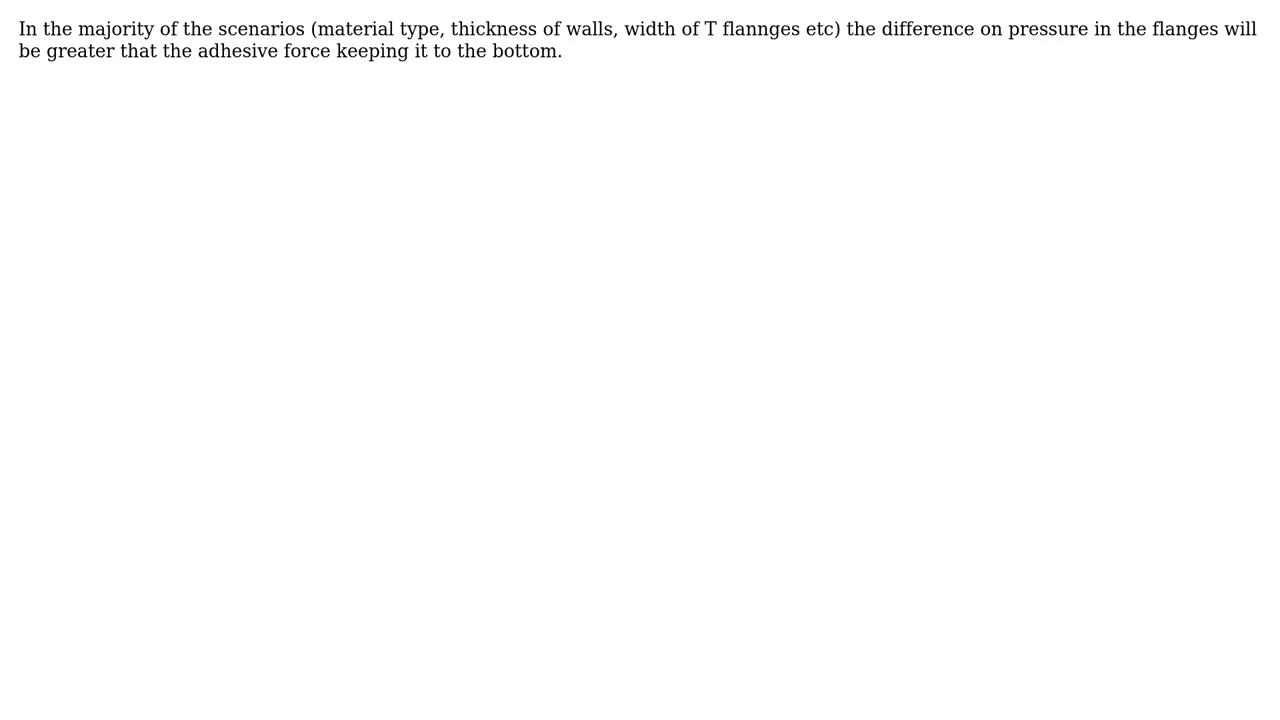 In the majority of the scenarios (material type, thickness of walls, width of T flannges etc) the difference on pressure in the flanges will
be greater that the adhesive force keeping it to the bottom.